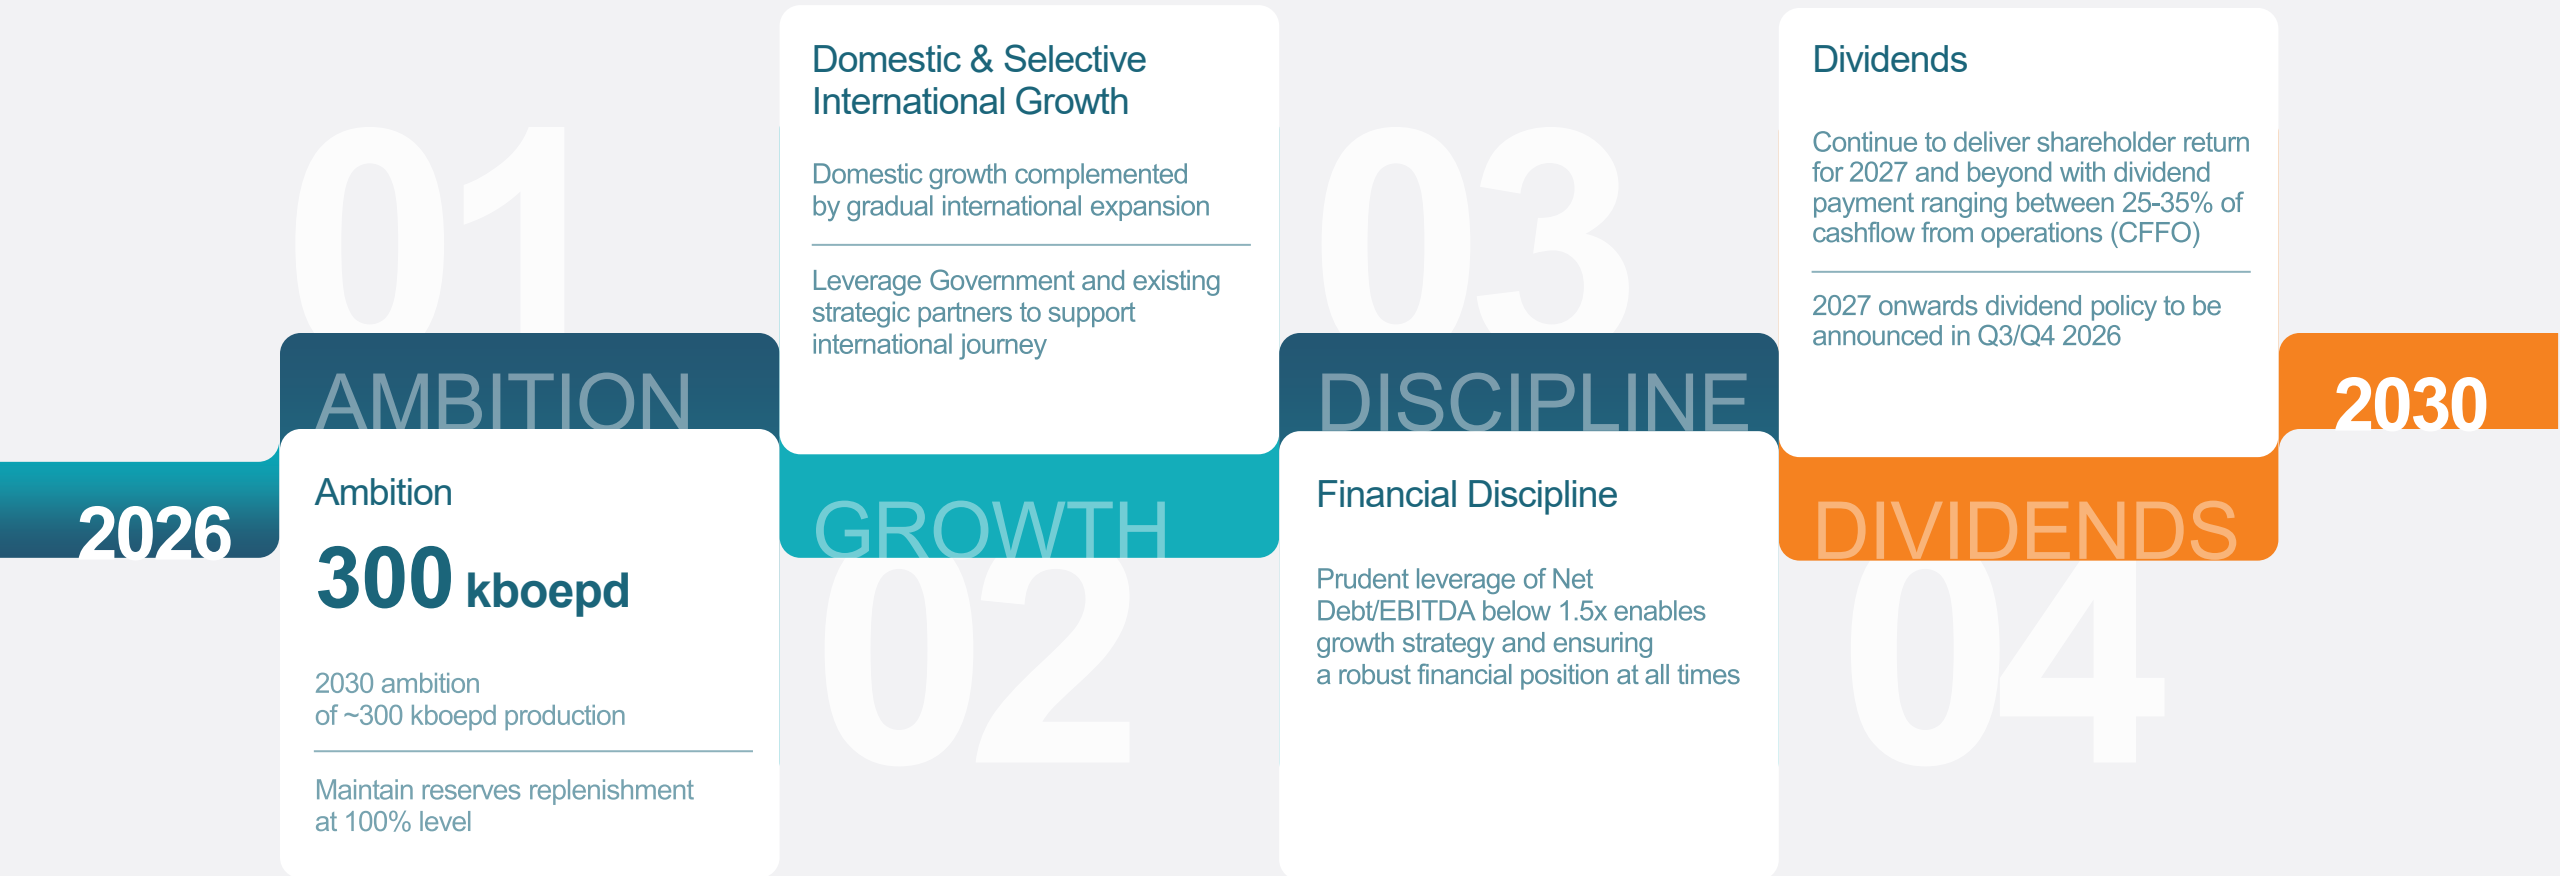 2026
01
AMBITION
Ambition
300 kboepd
2030 ambition
of ~300 kboepd production
Maintain reserves replenishment
at 100% level
Domestic & Selective
International Growth
Domestic growth complemented
by gradual international expansion
Leverage Government and existing
strategic partners to support
international journey
GROWTH
02
03
DISCIPLINE
Financial Discipline
Prudent leverage of Net
Debt/EBITDA below 1.5x enables
growth strategy and ensuring
a robust financial position at all times
Dividends
Continue to deliver shareholder return
for 2027 and beyond with dividend
payment ranging between 25-35% of
cashflow from operations (CFFO)
2027 onwards dividend policy to be
announced in Q3/Q4 2026
DIVIDENDS
04
2030